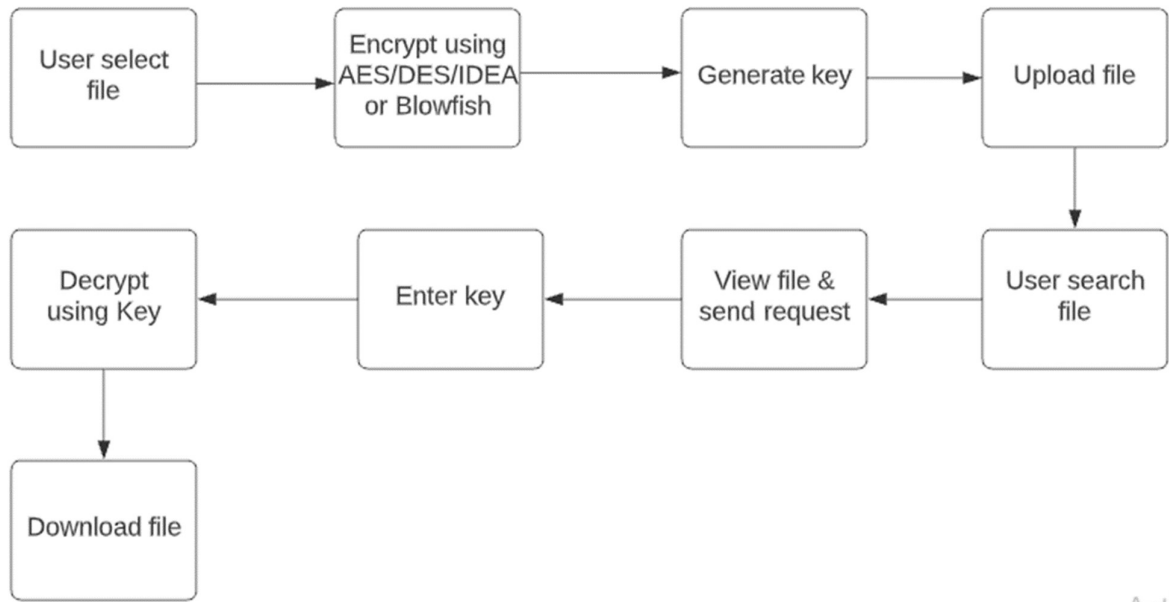 User select
file
Encrypt using
AES/DES/IDEA
or Blowfish
Generate key
Upload file
User search
file
View file &
send request
Enter key
Decrypt
using Key
Download file